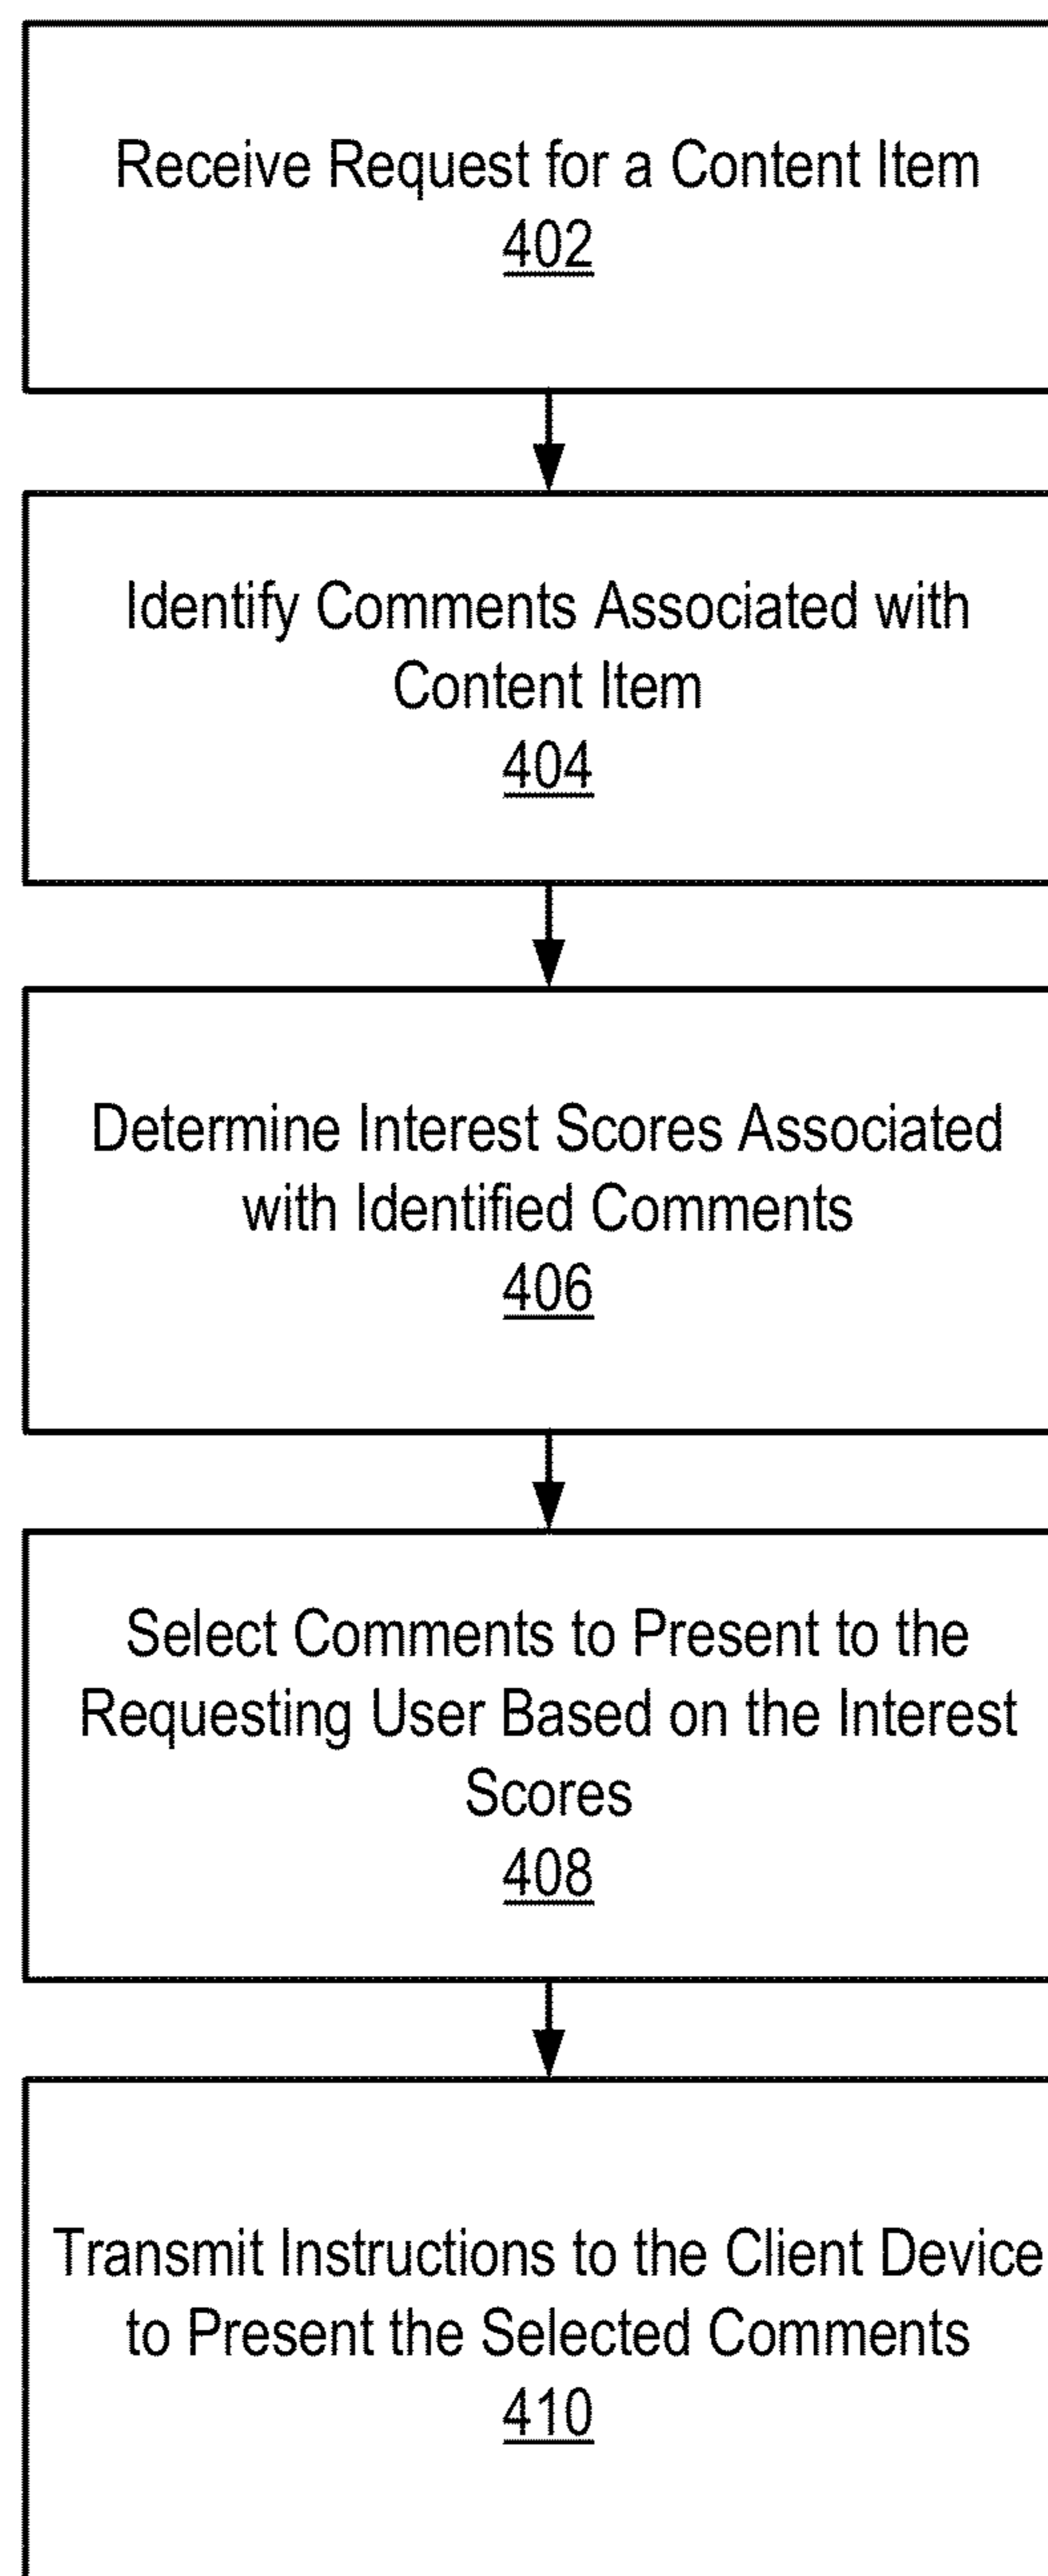 Receive Request for a Content Item
402
Identify Comments Associated with
Content Item
404
Determine Interest Scores Associated
with Identified Comments
406
Select Comments to Present to the
Requesting User Based on the Interest
Scores
408
Transmit Instructions to the Client Device
to Present the Selected Comments
410